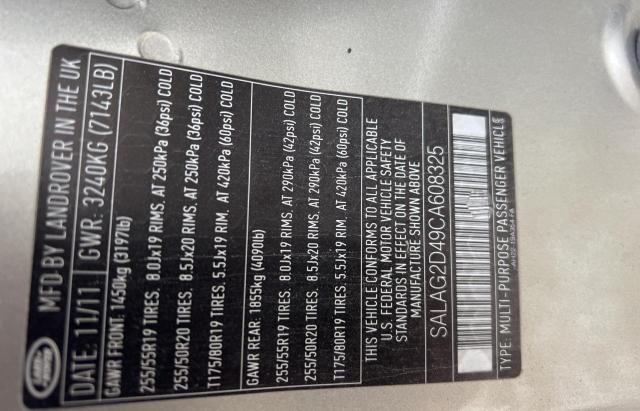 MFD·BY LANDROVER IN THE UK
DATE: 11/11 GWR: 3240KG (7143LB)
GAWR FRONT: 1450kg (3197lb)
255/55R19 TIRES. 8.0Jx19 RIMS. AT 250kPa (36psi) COLD
255/50R20 TIRES. 8.5Jx20 RIMS. AT 250kPa (36psi) COLD
T175/80R19 TIRES. 5.5Jx19 RIM. AT 420kPa (60psi) COLD
GAWR REAR: 1855kg (4090lb)
255/55R19 TIRES. 8.0Jx19 RIMS. AT 290kPa (42psi) COLD
255/50R20 TIRES. 8.5Jx20 RIMS. AT 290kPa (42psi) COLD
T175/80R19 TIRES. 5.5Jx19 RIM. AT 420kPa (60psi) COLD
THIS VEHICLE CONFORMS TO ALL APPLICABLE
U.S. FEDERAL MOTOR VEHICLE SAFETY
STANDARDS IN EFFECT ON THE DATE OF
MANUFACTURE SHOWN ABOVE
SALAG2D49CA608325
TYPE: MULTI-PURPOSE PASSENGER VEHICLE